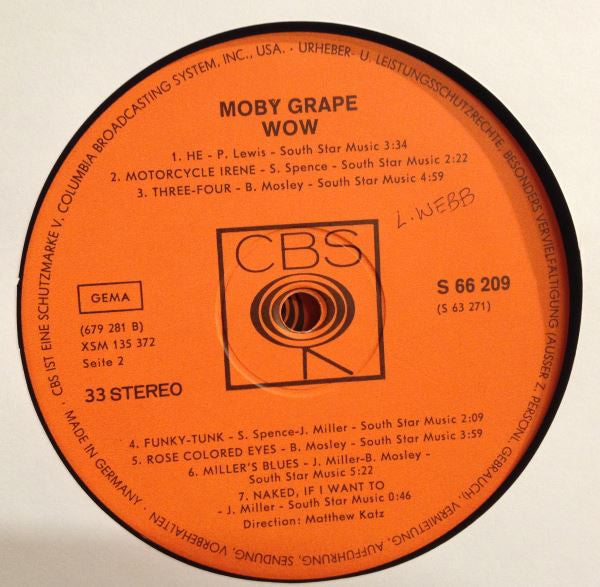 CBS IST EINE SCHUTZMARKE V. COLUMBIA BROADCASTING SYSTEM, INC., USA. · URHEBER- U. LEISTUNGSSCHUTZRECHTE, BESONDERS VERVIELFÄLTIGUNG (AUSSER Z. PERSÖNL. GEBRAUCH), VERMIETUNG, AUFFÜHRUNG, SENDUNG, VORBEHALTEN · MADE IN GERMANY ·
MOBY GRAPE
WOW
1. HE - P. Lewis - South Star Music 3:34
2. MOTORCYCLE IRENE - S. Spence - South Star Music 2:22
3. THREE-FOUR - B. Mosley - South Star Music 4:59
L. WEBB
CBS
GEMA
(679 281 B)
XSM 135 372
Seite 2
33 STEREO
S 66 209
(S 63 271)
4. FUNKY-TUNK - S. Spence-J. Miller - South Star Music 2:09
5. ROSE COLORED EYES - B. Mosley - South Star Music 3:59
6. MILLER'S BLUES - J. Miller-B. Mosley -
South Star Music 5:22
7. NAKED, IF I WANT TO
- J. Miller - South Star Music 0:46
Direction: Matthew Katz